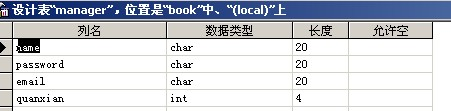 设计表“manager”，位置是“book”中、“(local)”上
列名 数据类型 长度 允许空
name char 20
password char 20
email char 20
quanxian int 4